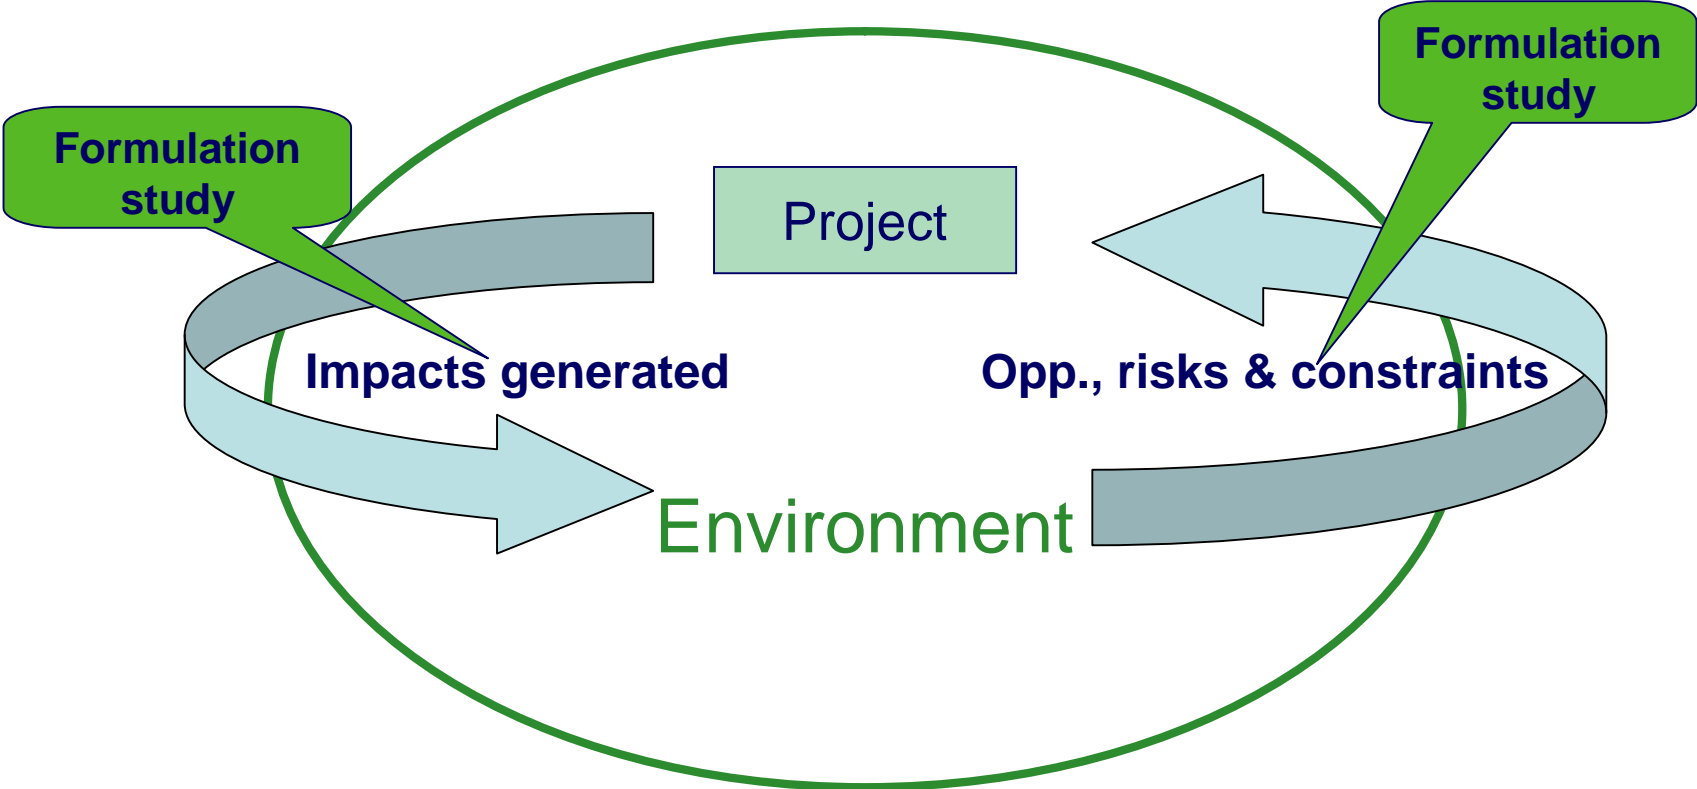 Formulation
study
Formulation
study
Project
Impacts generated
Opp., risks & constraints
Environment